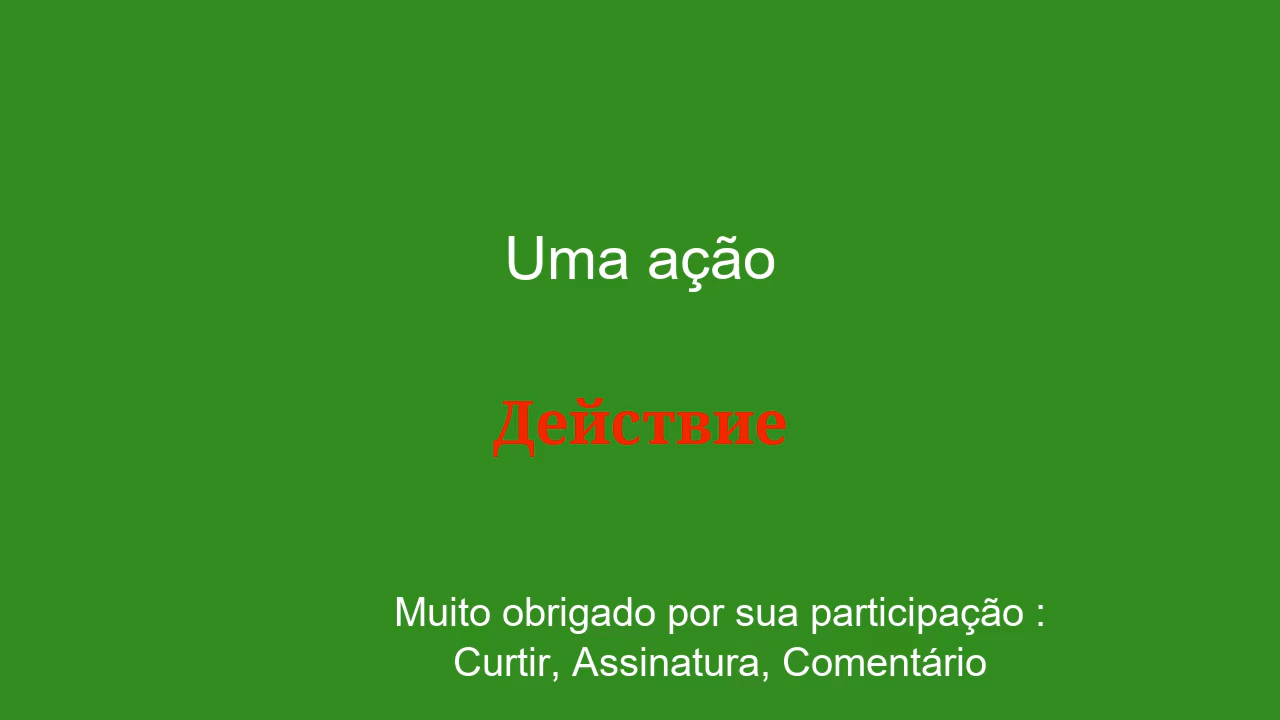 Uma ação
Действие
Muito obrigado por sua participação :
Curtir, Assinatura, Comentário